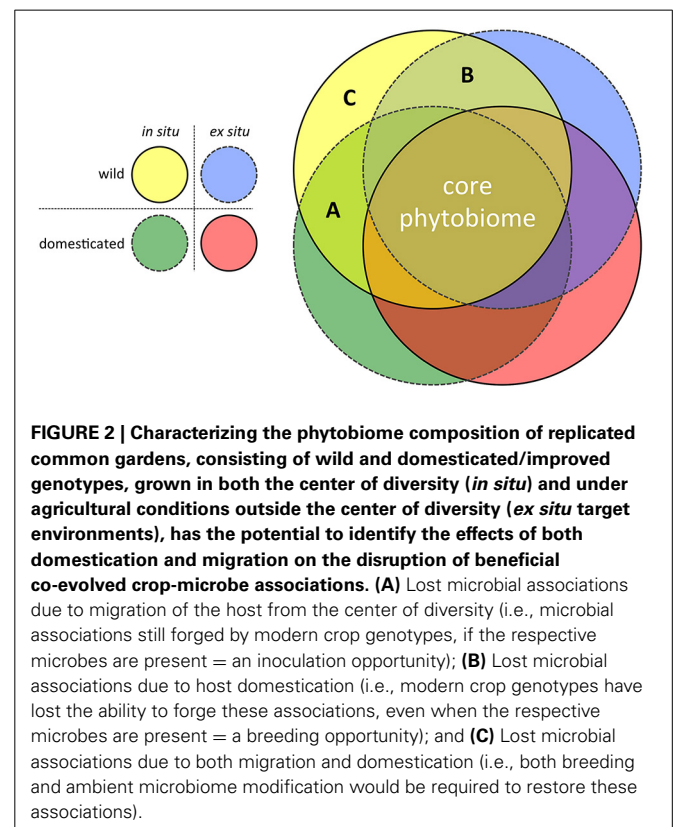 in situ
ex situ
wild
domesticated
B
C
A
core
phytobiome
FIGURE 2 | Characterizing the phytobiome composition of replicated
common gardens, consisting of wild and domesticated/improved
genotypes, grown in both the center of diversity (in situ) and under
agricultural conditions outside the center of diversity (ex situ target
environments), has the potential to identify the effects of both
domestication and migration on the disruption of beneficial
co-evolved crop-microbe associations. (A) Lost microbial associations
due to migration of the host from the center of diversity (i.e., microbial
associations still forged by modern crop genotypes, if the respective
microbes are present = an inoculation opportunity); (B) Lost microbial
associations due to host domestication (i.e., modern crop genotypes have
lost the ability to forge these associations, even when the respective
microbes are present = a breeding opportunity); and (C) Lost microbial
associations due to both migration and domestication (i.e., both breeding
and ambient microbiome modification would be required to restore these
associations).